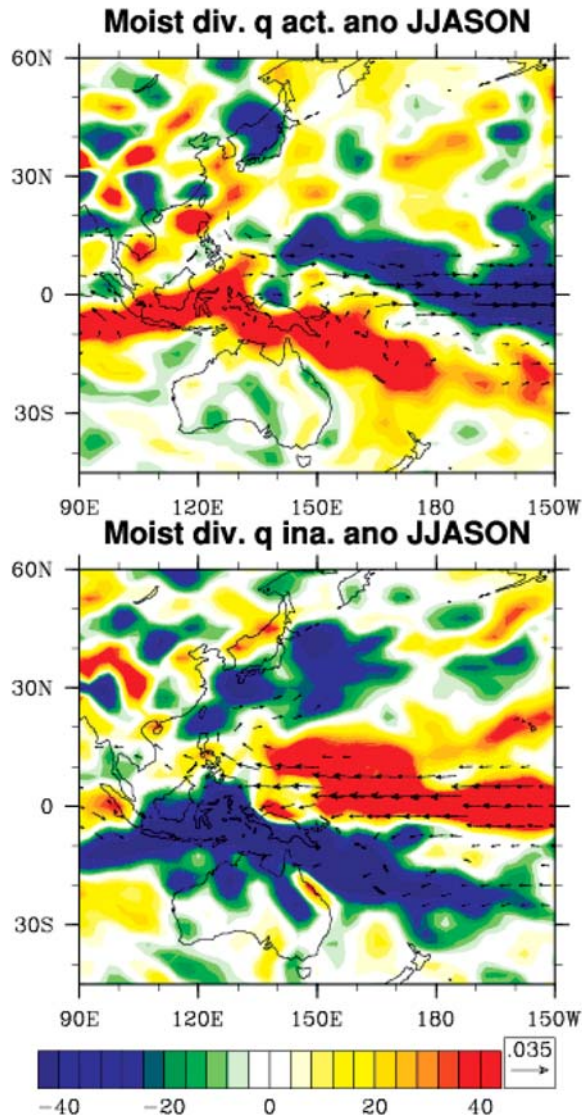 Moist div. q act. ano JJASON
60N
30N
0
30S
90E 120E 150E 180 150W
Moist div. q ina. ano JJASON
60N
30N
0
30S
90E 120E 150E 180 150W
.035
-40 -20 0 20 40